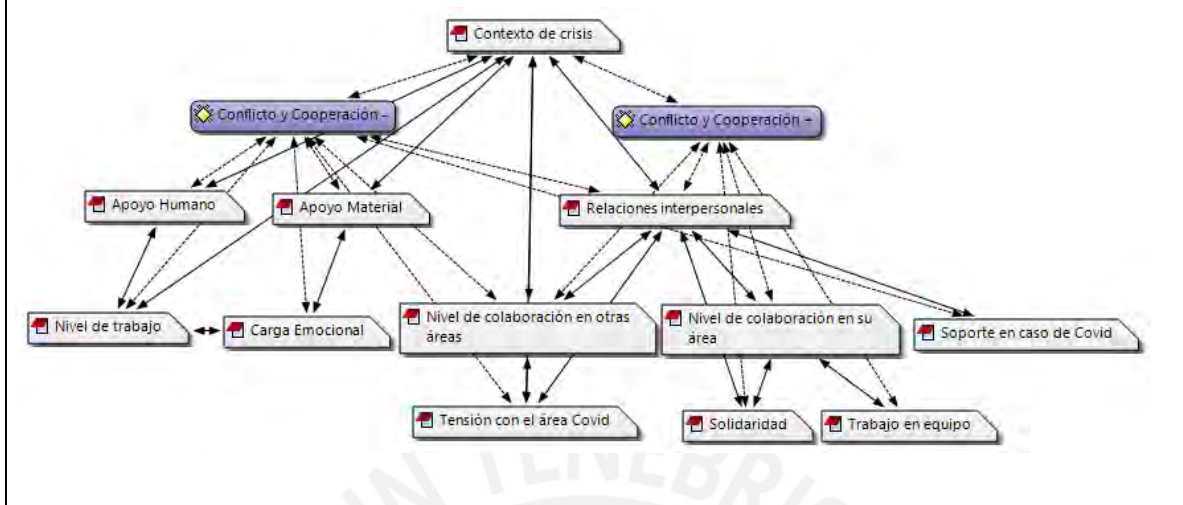 Contexto de crisis
Conflicto y Cooperación -
Conflicto y Cooperación +
Apoyo Humano
Apoyo Material
Relaciones interpersonales
Nivel de trabajo
Carga Emocional
Nivel de colaboración en otras
áreas
Nivel de colaboración en su
área
Soporte en caso de Covid
Tensión con el área Covid
Solidaridad
Trabajo en equipo
IN TENEBRIS